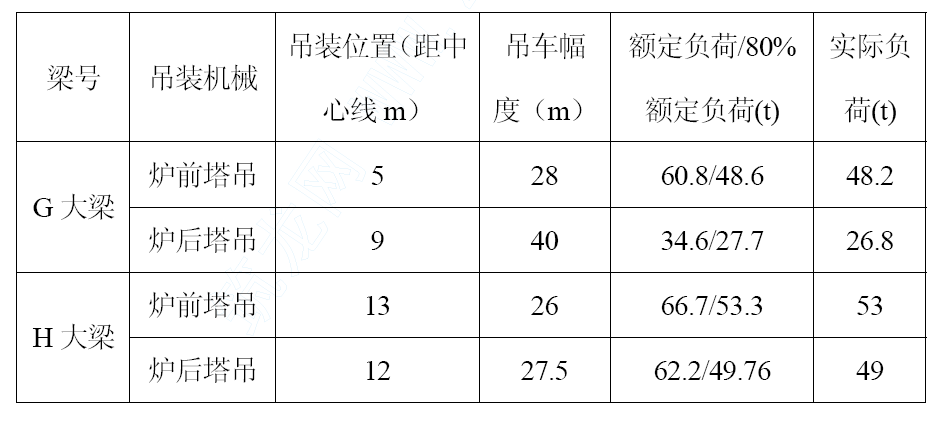 梁号 吊装机械 吊装位置（距中心线 m） 吊车幅度（m） 额定负荷/80%额定负荷(t) 实际负荷(t)
G 大梁 炉前塔吊 5 28 60.8/48.6 48.2
炉后塔吊 9 40 34.6/27.7 26.8
H 大梁 炉前塔吊 13 26 66.7/53.3 53
炉后塔吊 12 27.5 62.2/49.76 49